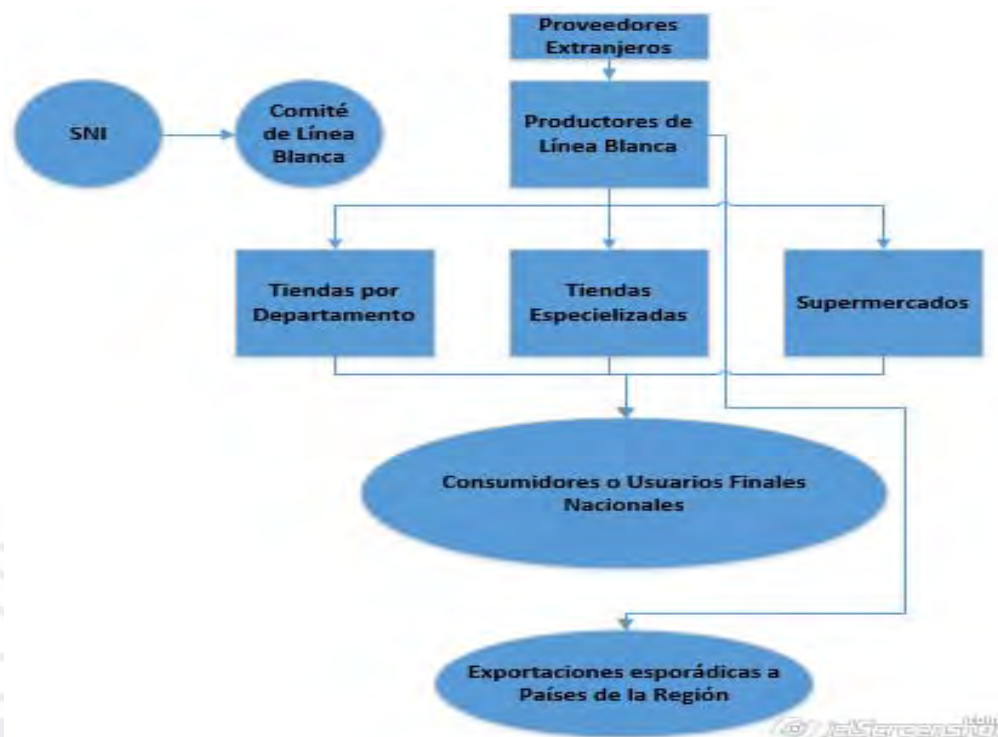 Proveedores
Extranjeros
SNI
Comité
de Línea
Blanca
Productores de
Línea Blanca
Tiendas por
Departamento
Tiendas
Especielizadas
Supermercados
Consumidores o Usuarios Finales
Nacionales
Exportaciones esporádicas a
Países de la Región